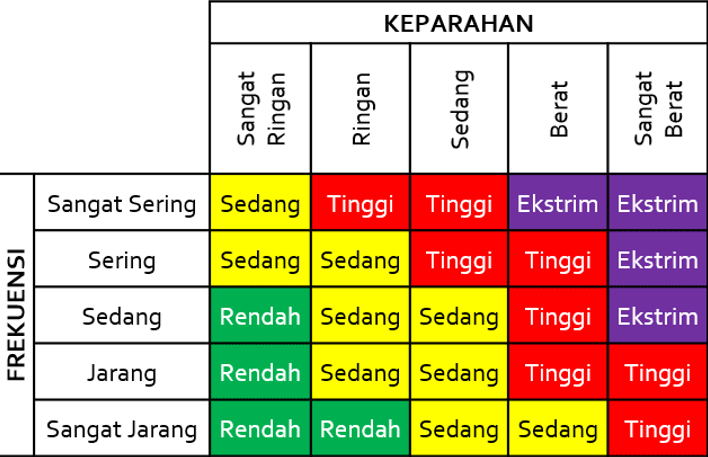 KEPARAHAN
Sangat
Ringan
Ringan
Sedang
Berat
Sangat
Berat
FREKUENSI
Sangat Sering Sedang Tinggi Tinggi Ekstrim Ekstrim
Sering Sedang Sedang Tinggi Tinggi Ekstrim
Sedang Rendah Sedang Sedang Tinggi Ekstrim
Jarang Rendah Sedang Sedang Tinggi Tinggi
Sangat Jarang Rendah Rendah Sedang Sedang Tinggi